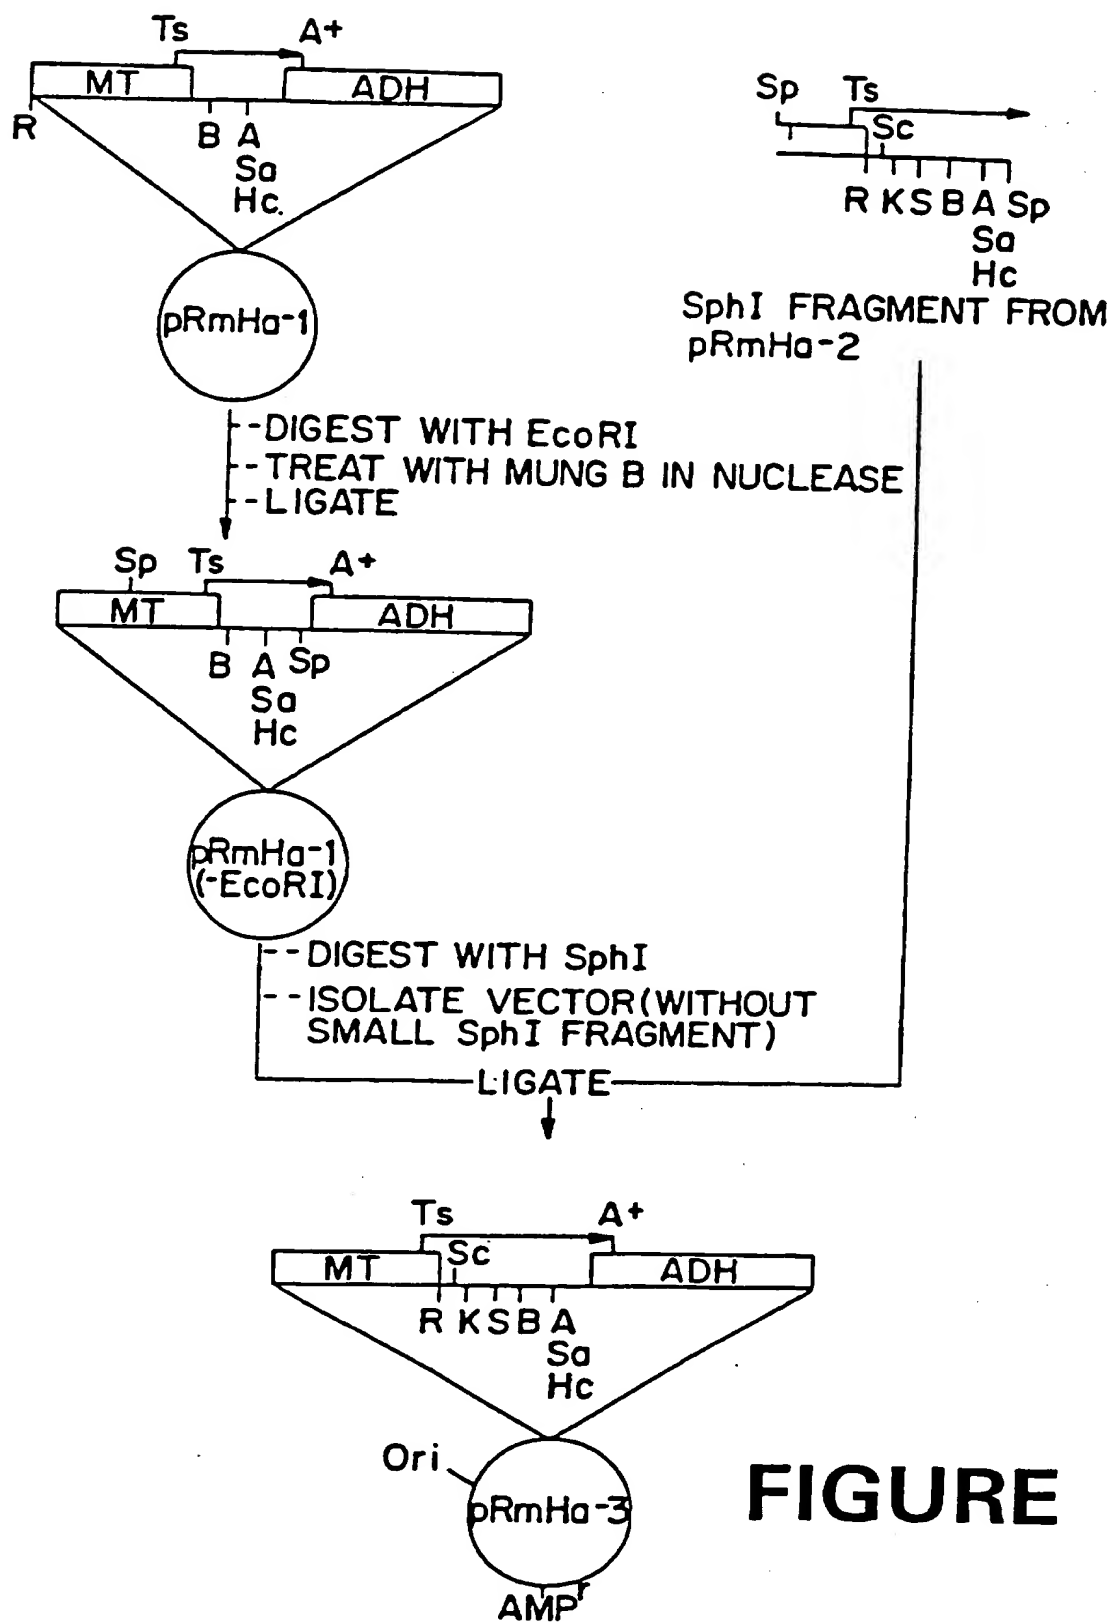 Ts A+
MT ADH
R B A
Sa
Hc.
pRmHa-1
Sp Ts
Sc
R K S B A Sp
Sa
Hc
SphI FRAGMENT FROM
pRmHa-2
--DIGEST WITH EcoRI
--TREAT WITH MUNG B IN NUCLEASE
--LIGATE
Sp Ts A+
MT ADH
B A Sp
Sa
Hc
pRmHa-1
(-EcoRI)
--DIGEST WITH SphI
--ISOLATE VECTOR(WITHOUT
SMALL SphI FRAGMENT)
LIGATE
Ts A+
Sc
MT ADH
R K S B A
Sa
Hc
Ori
pRmHa-3
AMPr
FIGURE